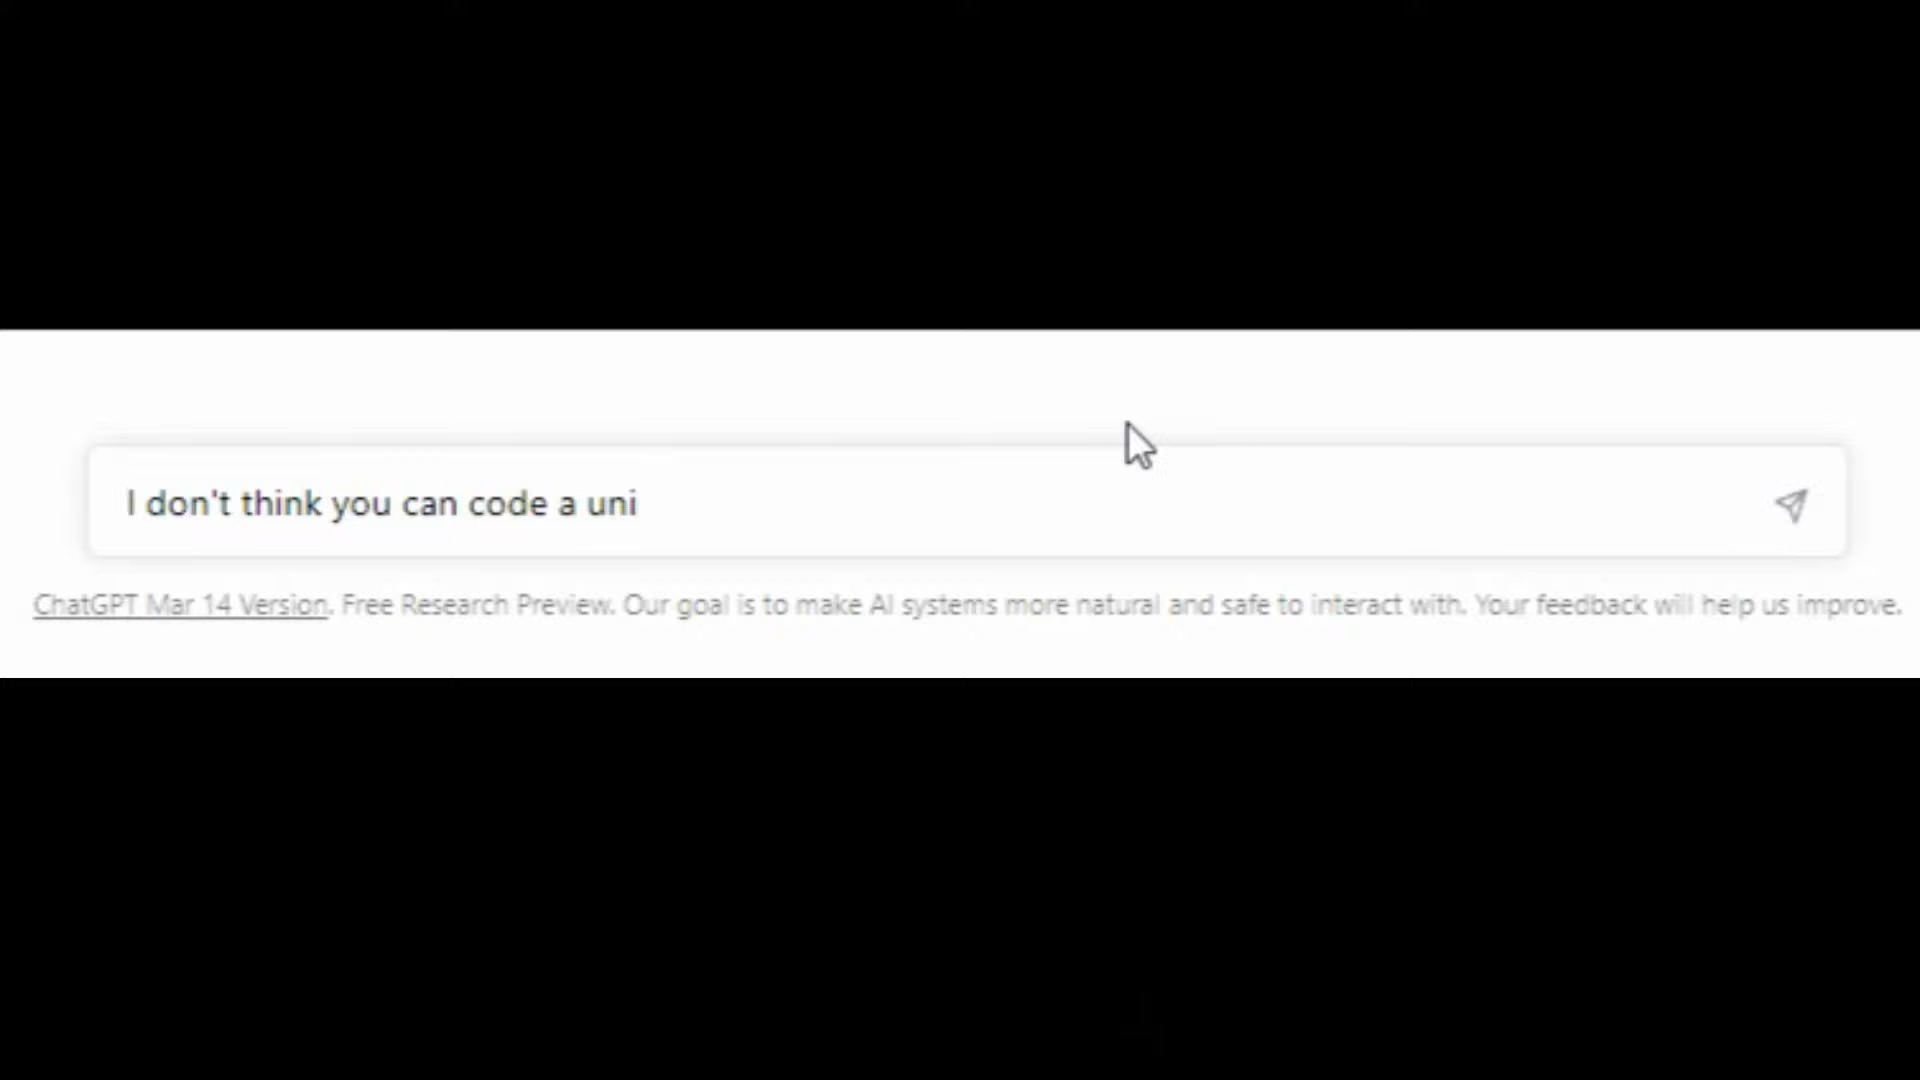 I don't think you can code a uni
ChatGPT Mar 14 Version. Free Research Preview. Our goal is to make AI systems more natural and safe to interact with. Your feedback will help us improve.